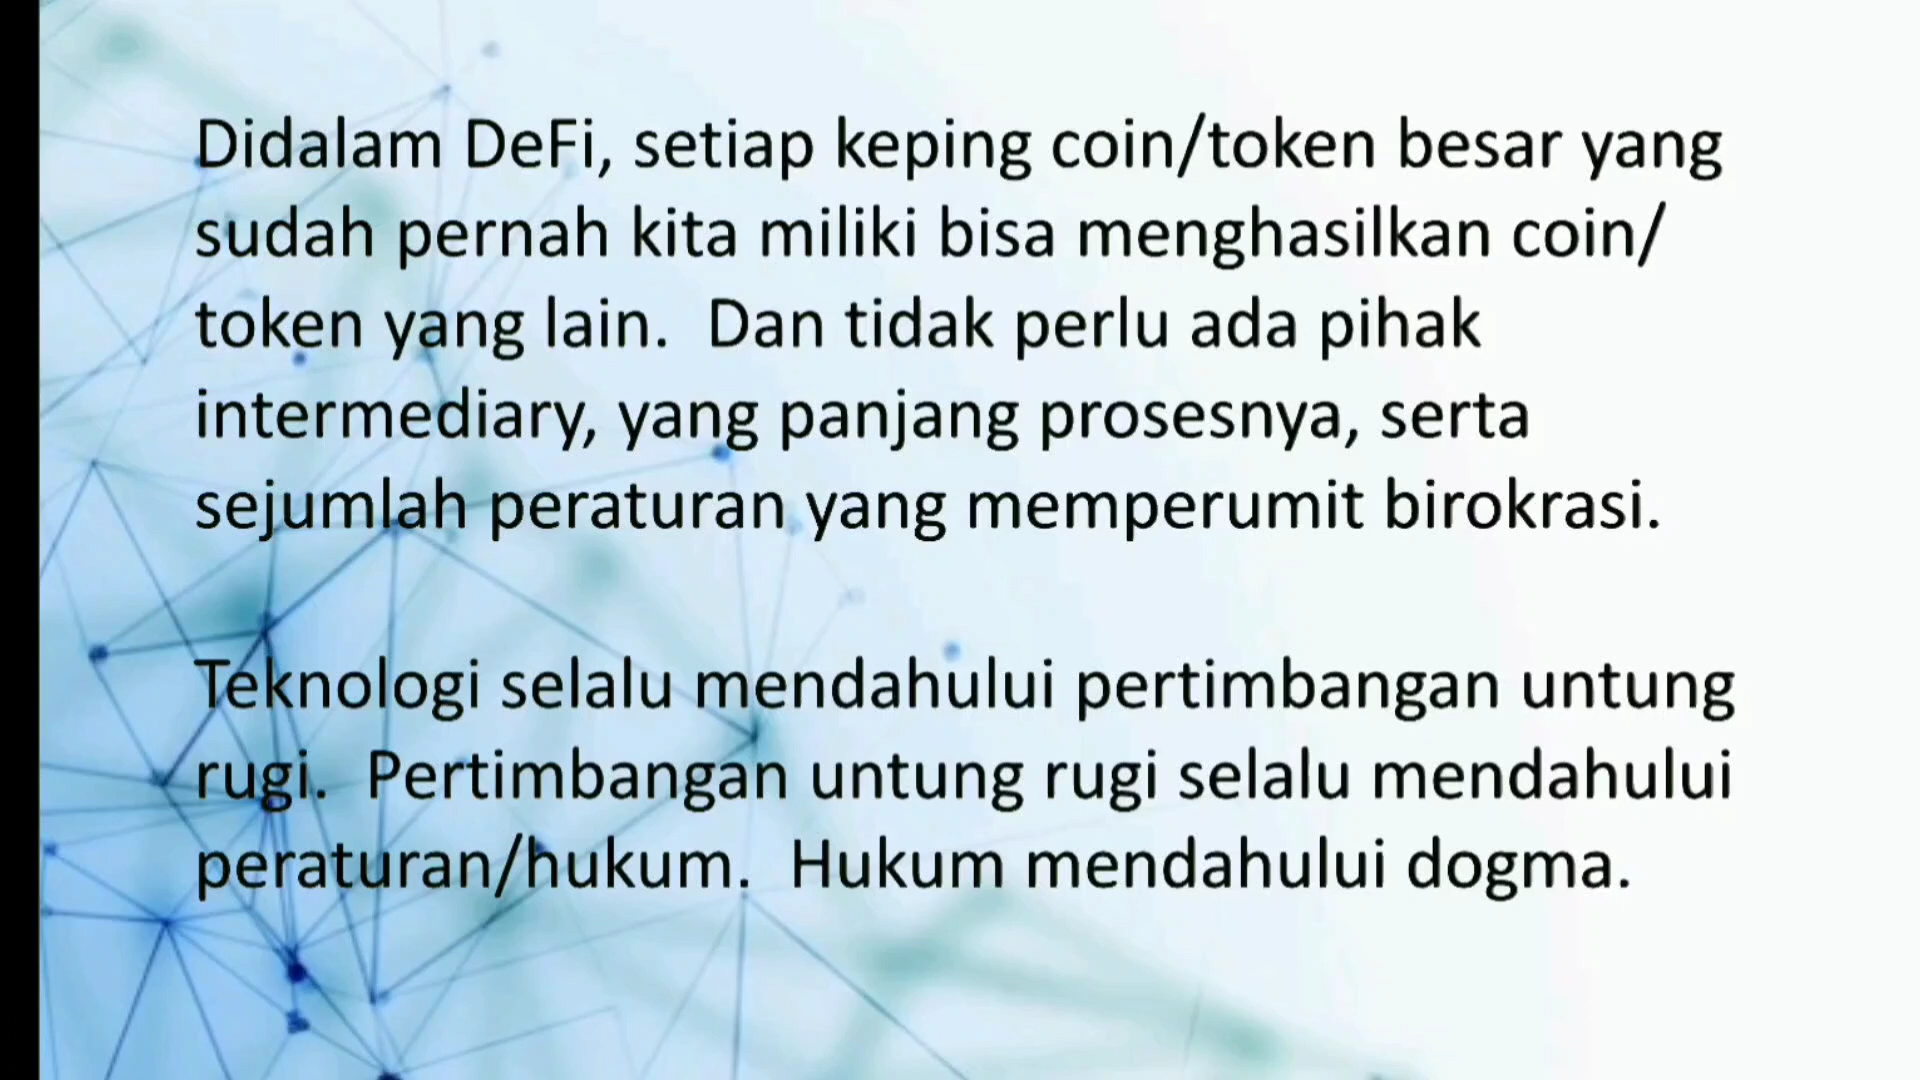 Didalam DeFi, setiap keping coin/token besar yang
sudah pernah kita miliki bisa menghasilkan coin/
token yang lain.  Dan tidak perlu ada pihak
intermediary, yang panjang prosesnya, serta
sejumlah peraturan yang memperumit birokrasi.
Teknologi selalu mendahului pertimbangan untung
rugi.  Pertimbangan untung rugi selalu mendahului
peraturan/hukum.  Hukum mendahului dogma.